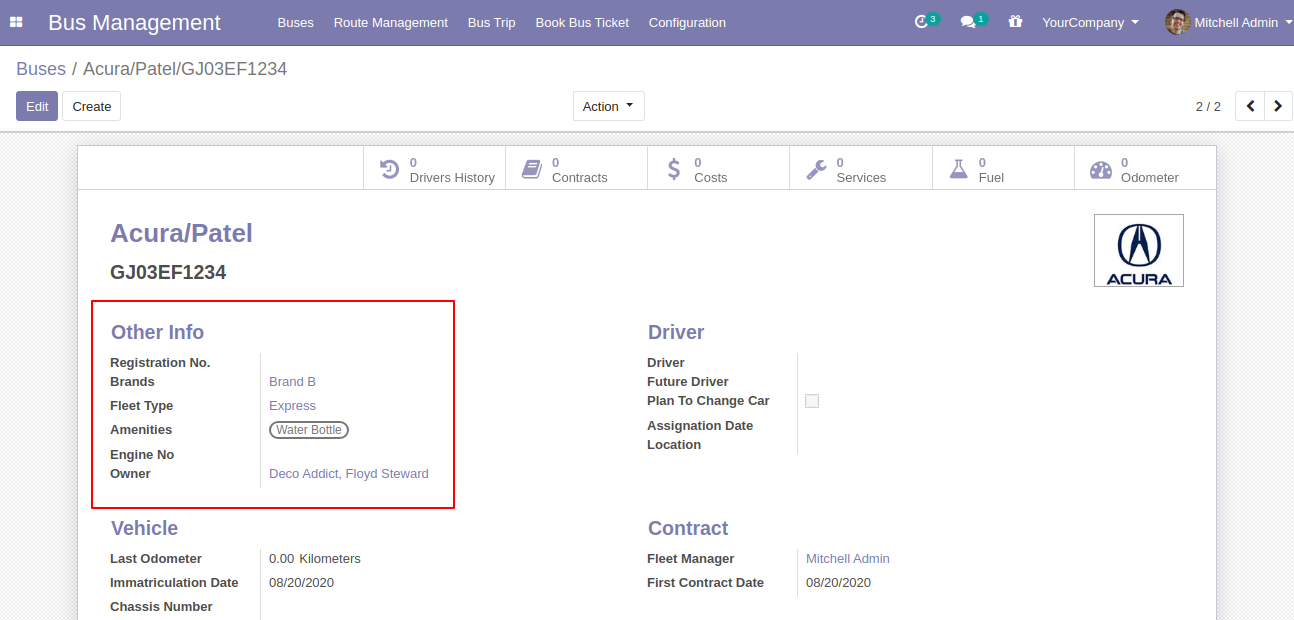 Bus Management Buses Route Management Bus Trip Book Bus Ticket Configuration 3 1 YourCompany Mitchell Admin
Buses / Acura/Patel/GJ03EF1234
Edit Create Action 2 / 2
0 Drivers History
0 Contracts
0 Costs
0 Services
0 Fuel
0 Odometer
Acura/Patel
GJ03EF1234
ACURA
Other Info
Registration No.
Brands Brand B
Fleet Type Express
Amenities Water Bottle
Engine No
Owner Deco Addict, Floyd Steward
Driver
Driver
Future Driver
Plan To Change Car
Assignation Date
Location
Vehicle
Last Odometer 0.00 Kilometers
Immatriculation Date 08/20/2020
Chassis Number
Contract
Fleet Manager Mitchell Admin
First Contract Date 08/20/2020